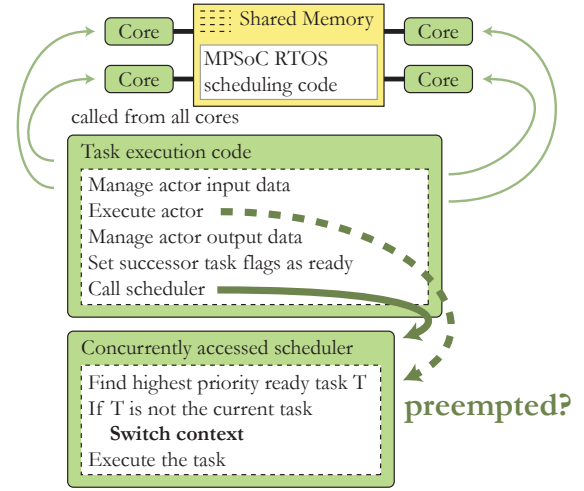 Shared Memory
Core
Core
MPSoC RTOS
scheduling code
Core
Core
called from all cores
Task execution code
Manage actor input data
Execute actor
Manage actor output data
Set successor task flags as ready
Call scheduler
Concurrently accessed scheduler
Find highest priority ready task T
If T is not the current task
Switch context
Execute the task
preempted?